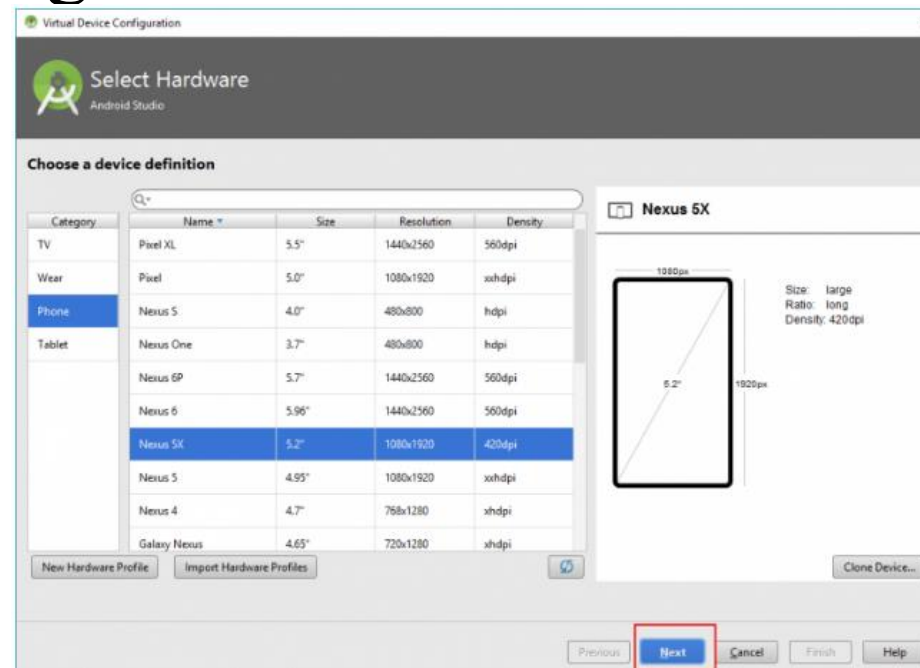 Virtual Device Configuration
Select Hardware
Android Studio
Choose a device definition
Category
TV
Wear
Phone
Tablet
Name Size Resolution Density
Pixel XL 5.5" 1440x2560 560dpi
Pixel 5.0" 1080x1920 xxhdpi
Nexus S 4.0" 480x800 hdpi
Nexus One 3.7" 480x800 hdpi
Nexus 6P 5.7" 1440x2560 560dpi
Nexus 6 5.96" 1440x2560 560dpi
Nexus 5X 5.2" 1080x1920 420dpi
Nexus 5 4.95" 1080x1920 xxhdpi
Nexus 4 4.7" 768x1280 xhdpi
Galaxy Nexus 4.65" 720x1280 xhdpi
New Hardware Profile Import Hardware Profiles
Nexus 5X
1080px
5.2"
1920px
Size: large
Ratio: long
Density: 420dpi
Clone Device...
Previous Next Cancel Finish Help